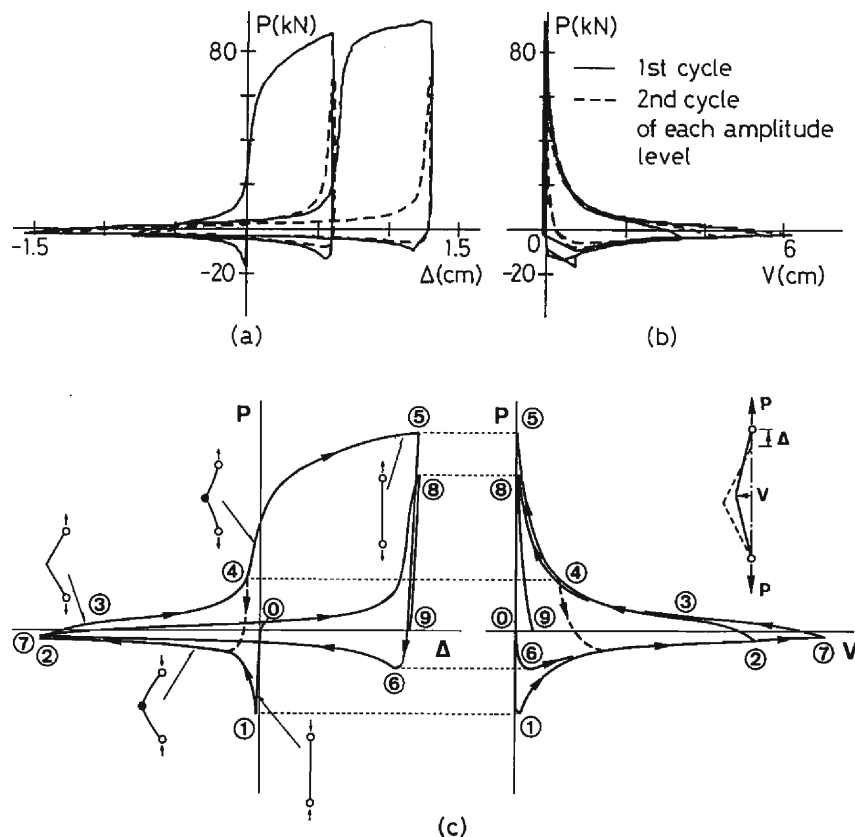 P(kN)
80
-1.5
1.5
-20
Δ(cm)
(a)
P(kN)
80
1st cycle
2nd cycle
of each amplitude
level
0
6
-20
V(cm)
(b)
P
⑤
⑧
④
③
⓪
⑨
⑦
②
Δ
⑥
①
P
⑤
⑧
④
③
⓪
⑨
②
⑦
V
⑥
①
P
Δ
V
P
(c)